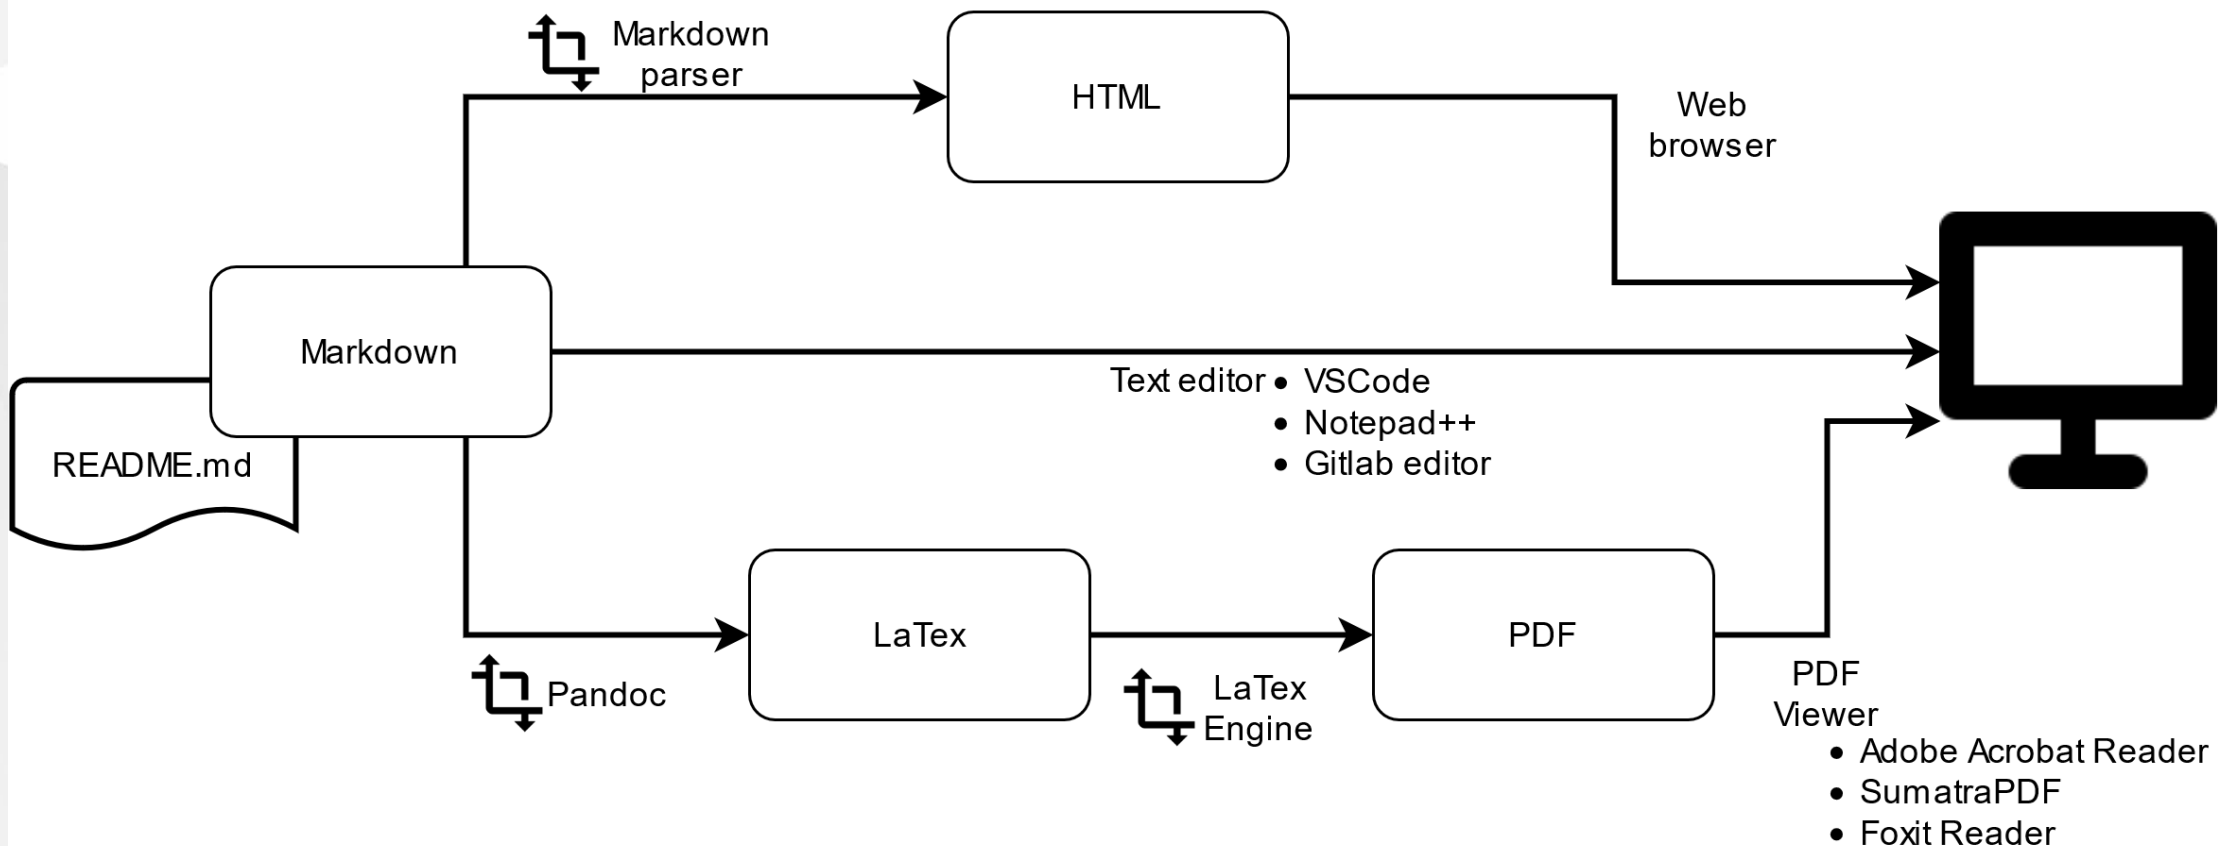 Markdown
parser
HTML
Web
browser
Markdown
Text editor
• VSCode
• Notepad++
• Gitlab editor
README.md
LaTex
PDF
Pandoc
LaTex
Engine
PDF
Viewer
• Adobe Acrobat Reader
• SumatraPDF
• Foxit Reader